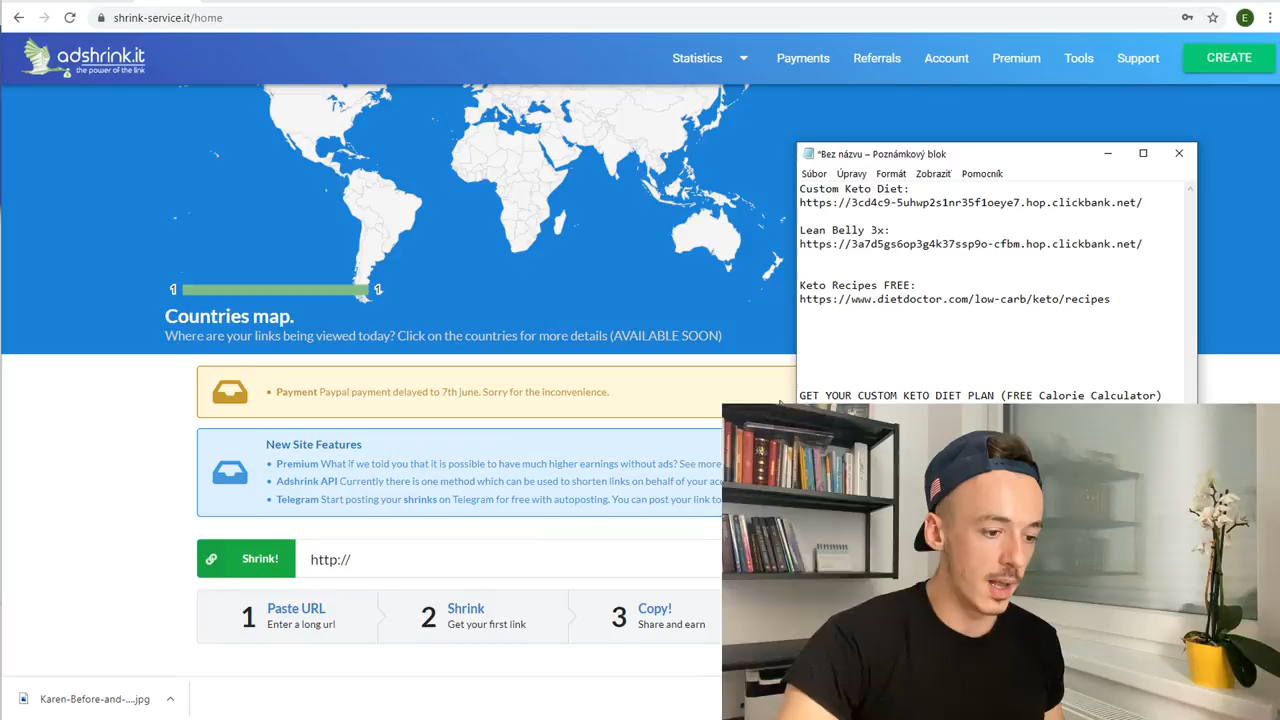 shrink-service.it/home
E
adshrink.it
the power of the link
Statistics
Payments
Referrals
Account
Premium
Tools
Support
CREATE
1
1
Countries map.
Where are your links being viewed today? Click on the countries for more details (AVAILABLE SOON)
• Payment Paypal payment delayed to 7th june. Sorry for the inconvenience.
New Site Features
• Premium What if we told you that it is possible to have much higher earnings without ads? See more
• Adshrink API Currently there is one method which can be used to shorten links on behalf of your
• Telegram Start posting your shrinks on Telegram for free with autoposting. You can post your link to
Shrink!
http://
1
Paste URL
Enter a long url
2
Shrink
Get your first link
3
Copy!
Share and earn
Karen-Before-and-....jpg
*Bez názvu – Poznámkový blok
Súbor
Úpravy
Formát
Zobraziť
Pomocník
Custom Keto Diet:
https://3cd4c9-5uhwp2s1nr35f1oeye7.hop.clickbank.net/
Lean Belly 3x:
https://3a7d5gs6op3g4k37ssp9o-cfbm.hop.clickbank.net/
Keto Recipes FREE:
https://www.dietdoctor.com/low-carb/keto/recipes
GET YOUR CUSTOM KETO DIET PLAN (FREE Calorie Calculator)